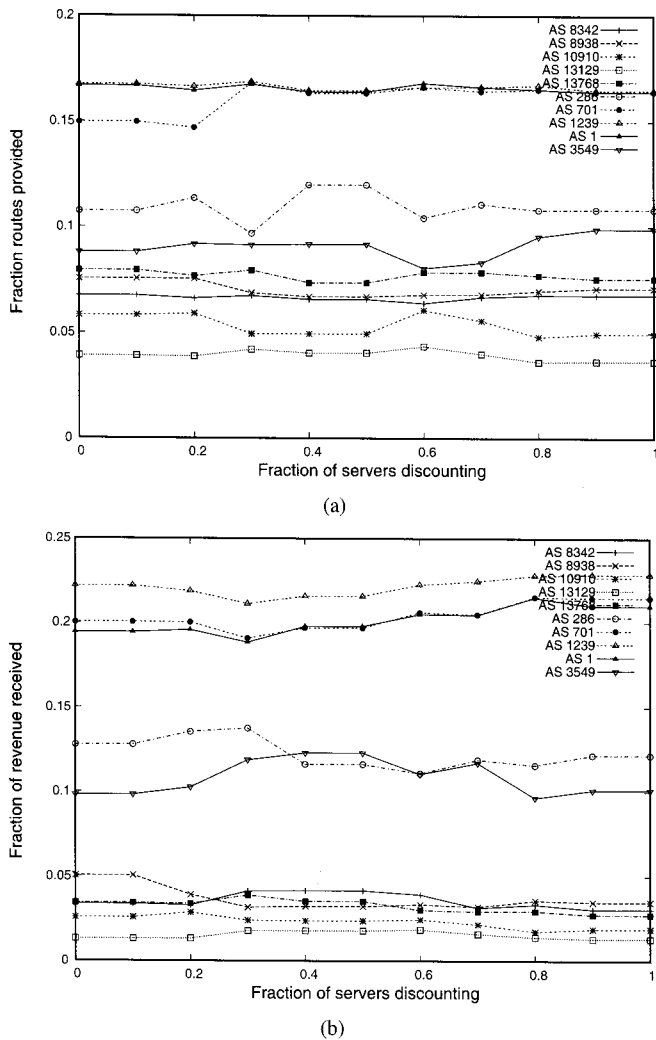 0.2
0.15
0.1
0.05
0
Fraction routes provided
AS 8342
AS 8938
AS 10910
AS 13129
AS 13768
AS 286
AS 701
AS 1239
AS 1
AS 3549
0 0.2 0.4 0.6 0.8 1
Fraction of servers discounting
(a)
0.25
0.2
0.15
0.1
0.05
0
Fraction of revenue received
AS 8342
AS 8938
AS 10910
AS 13129
AS 13768
AS 286
AS 701
AS 1239
AS 1
AS 3549
0 0.2 0.4 0.6 0.8 1
Fraction of servers discounting
(b)